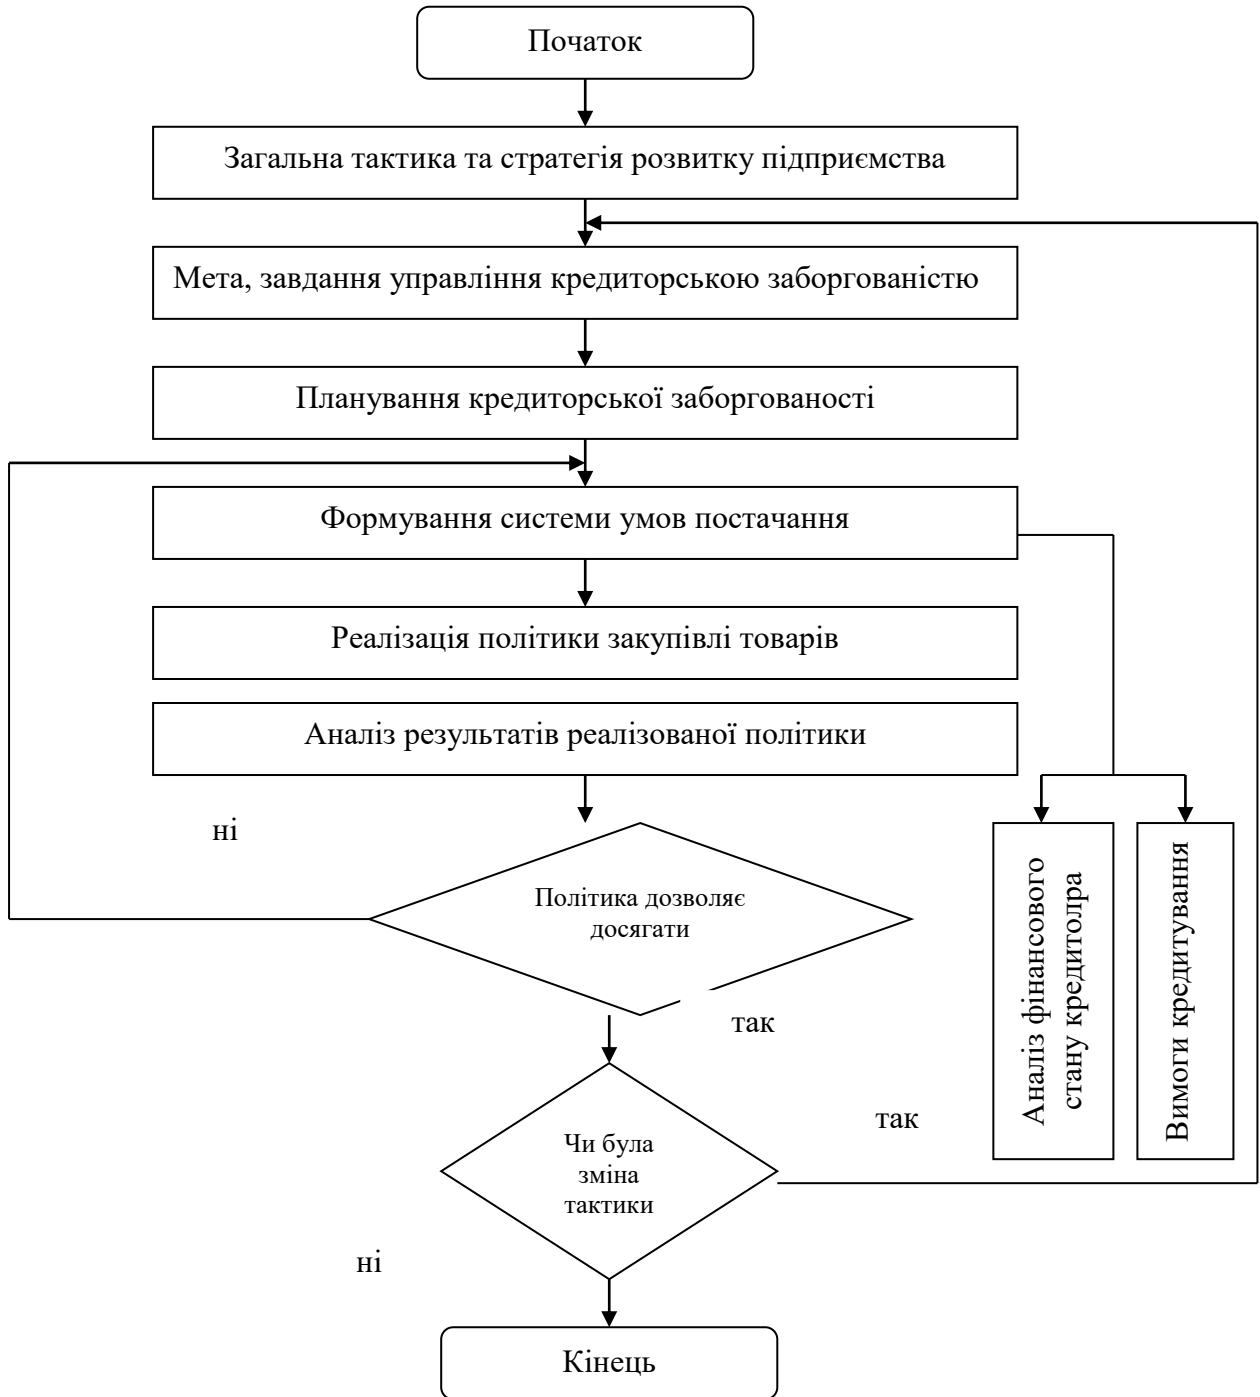 Початок
Загальна тактика та стратегія розвитку підприємства
Мета, завдання управління кредиторською заборгованістю
Планування кредиторської заборгованості
Формування системи умов постачання
Реалізація політики закупівлі товарів
Аналіз результатів реалізованої політики
ні
Політика дозволяє
досягати
так
Аналіз фінансового
стану кредитолра
Вимоги кредитування
так
Чи була
зміна
тактики
ні
Кінець